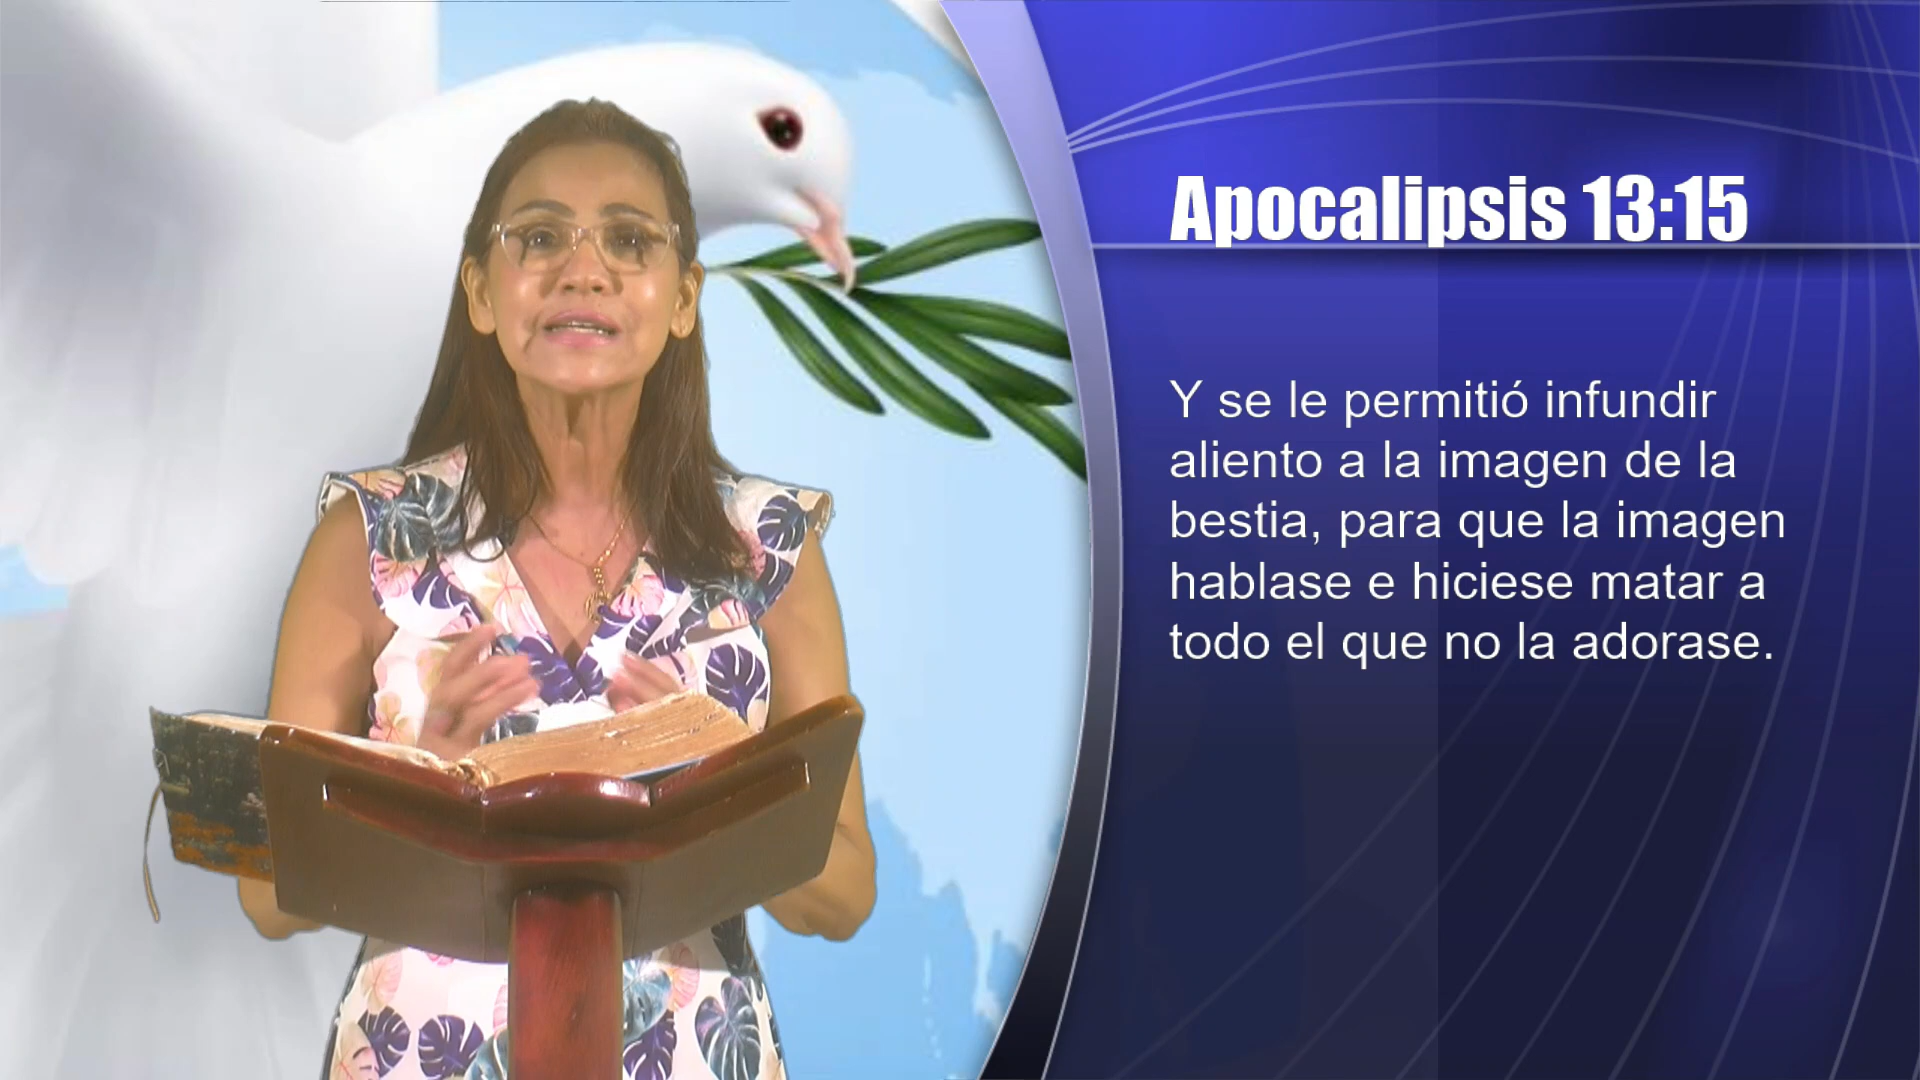 Apocalipsis 13:15
Y se le permitió infundir
aliento a la imagen de la
bestia, para que la imagen
hablase e hiciese matar a
todo el que no la adorase.